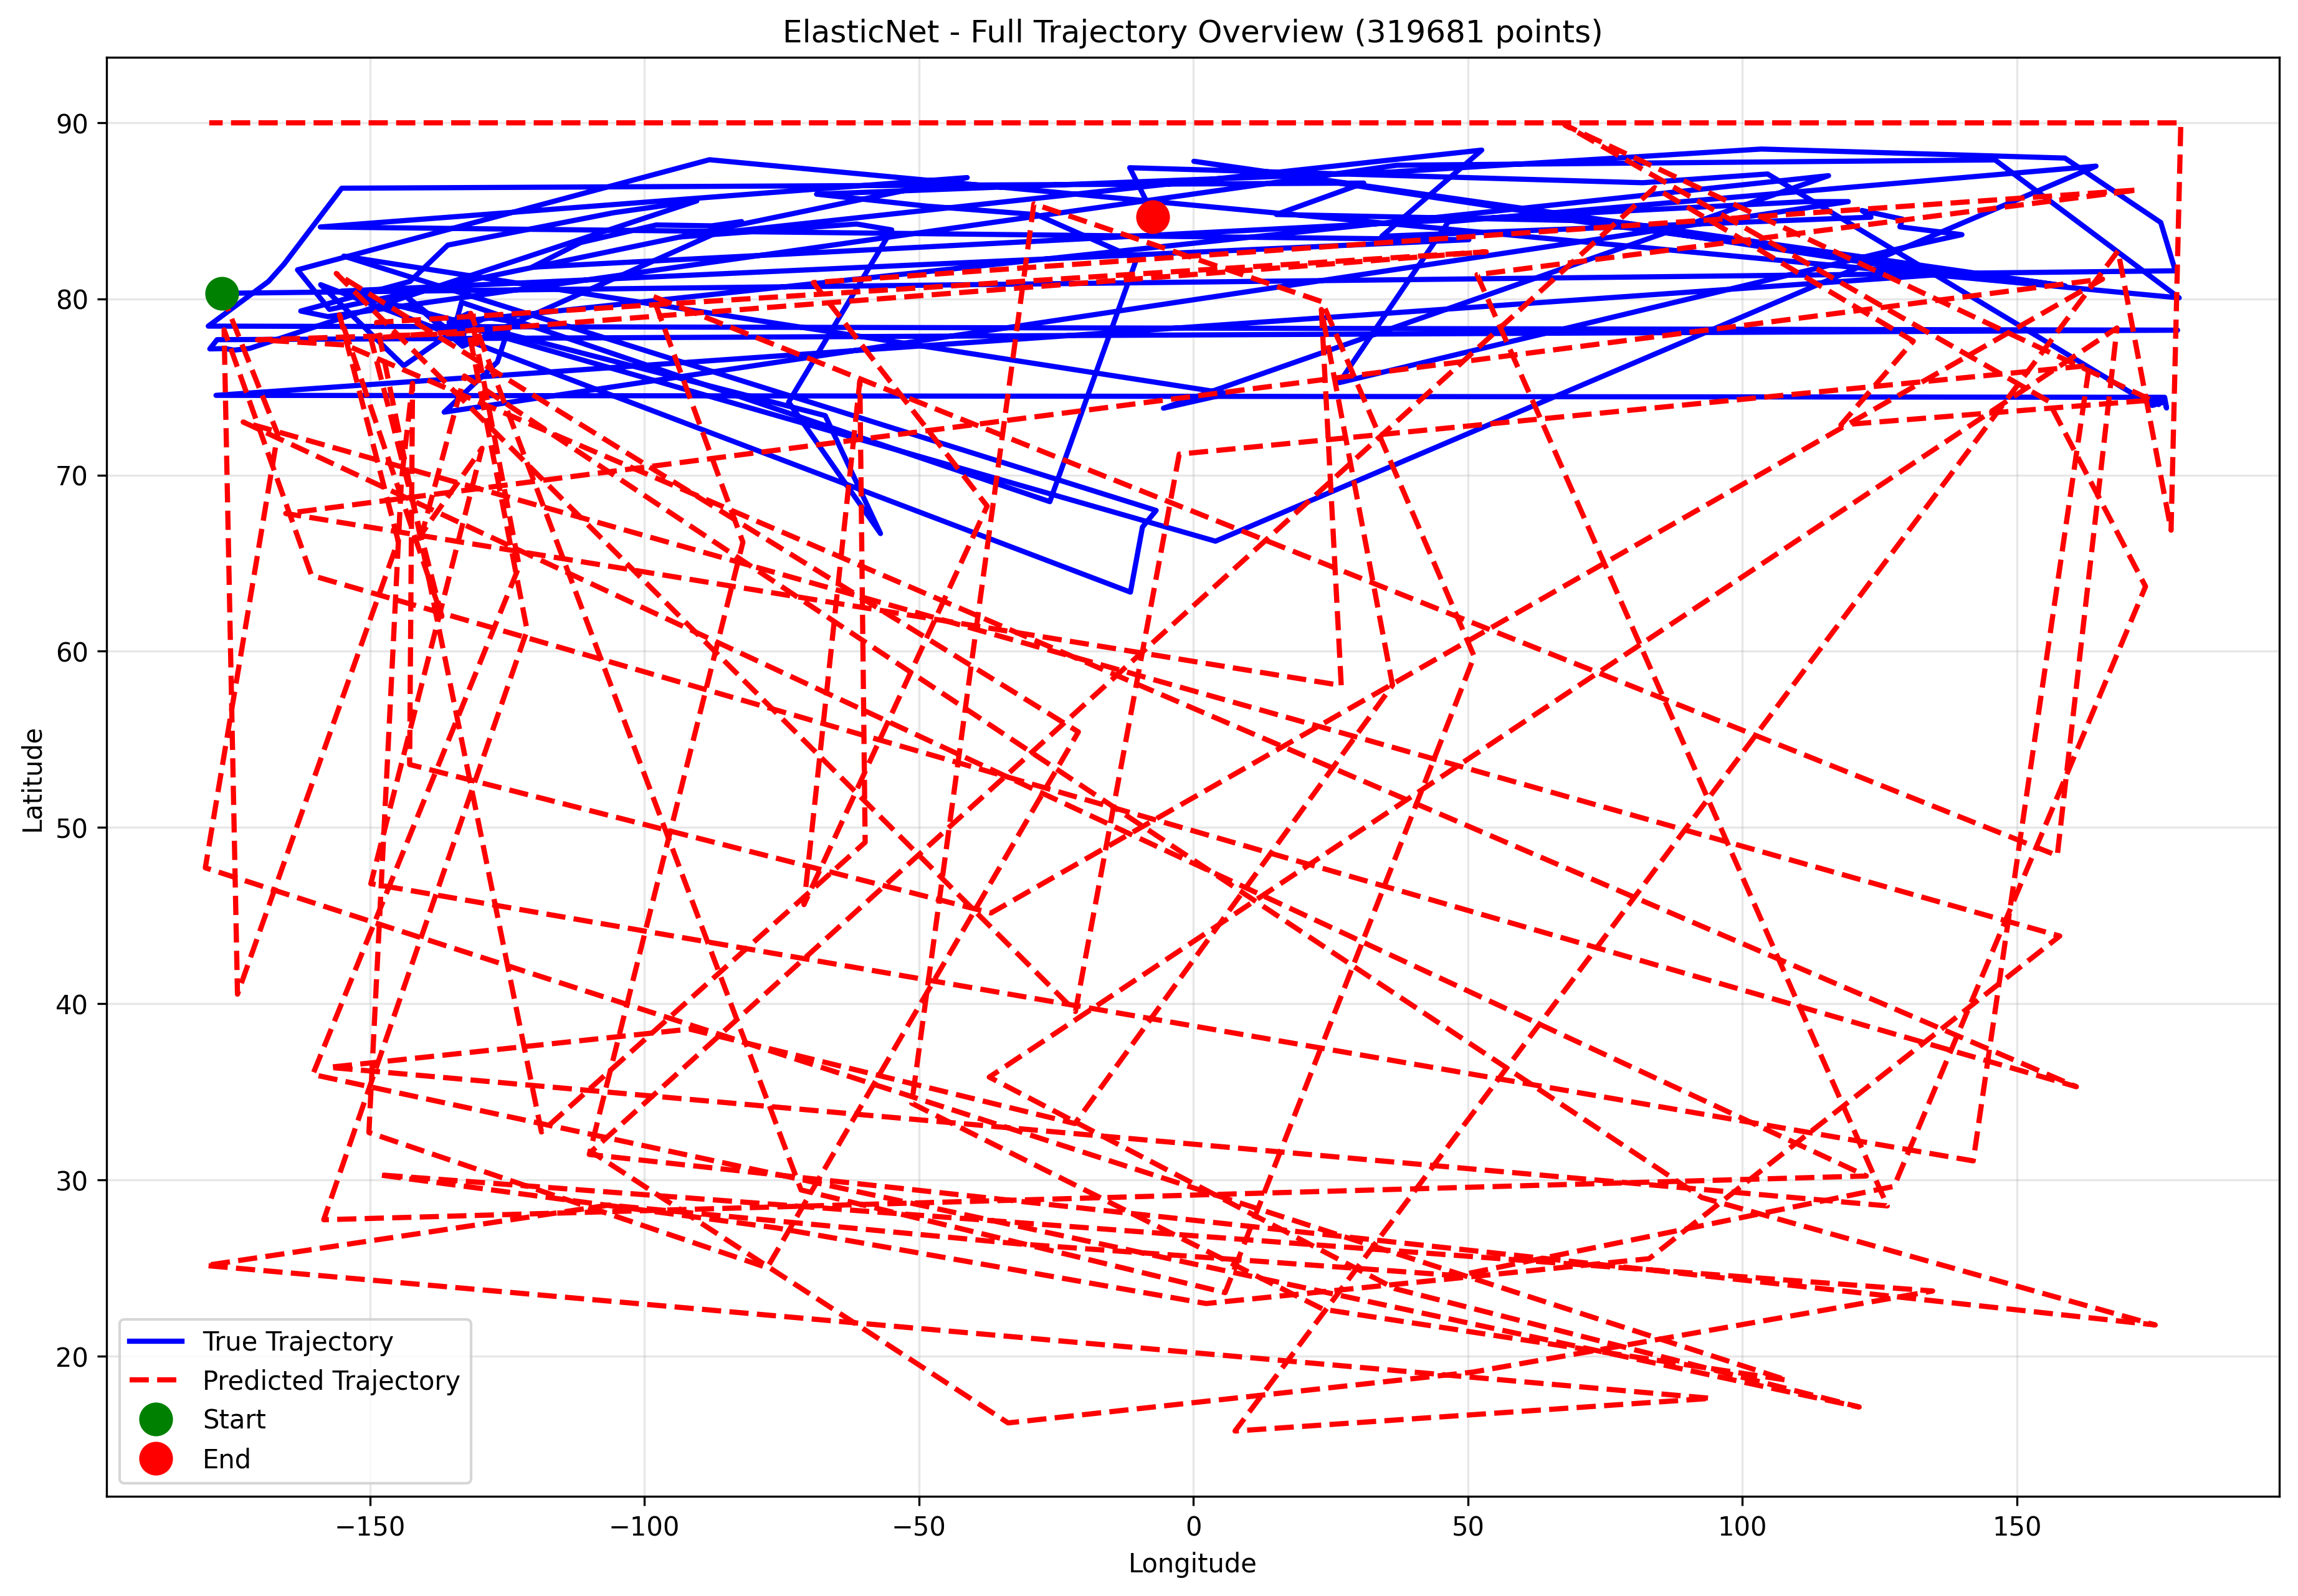 ElasticNet - Full Trajectory Overview (319681 points)
90
80
70
60
50
40
30
20
Latitude
True Trajectory
Predicted Trajectory
Start
End
−150
−100
−50
0
50
100
150
Longitude